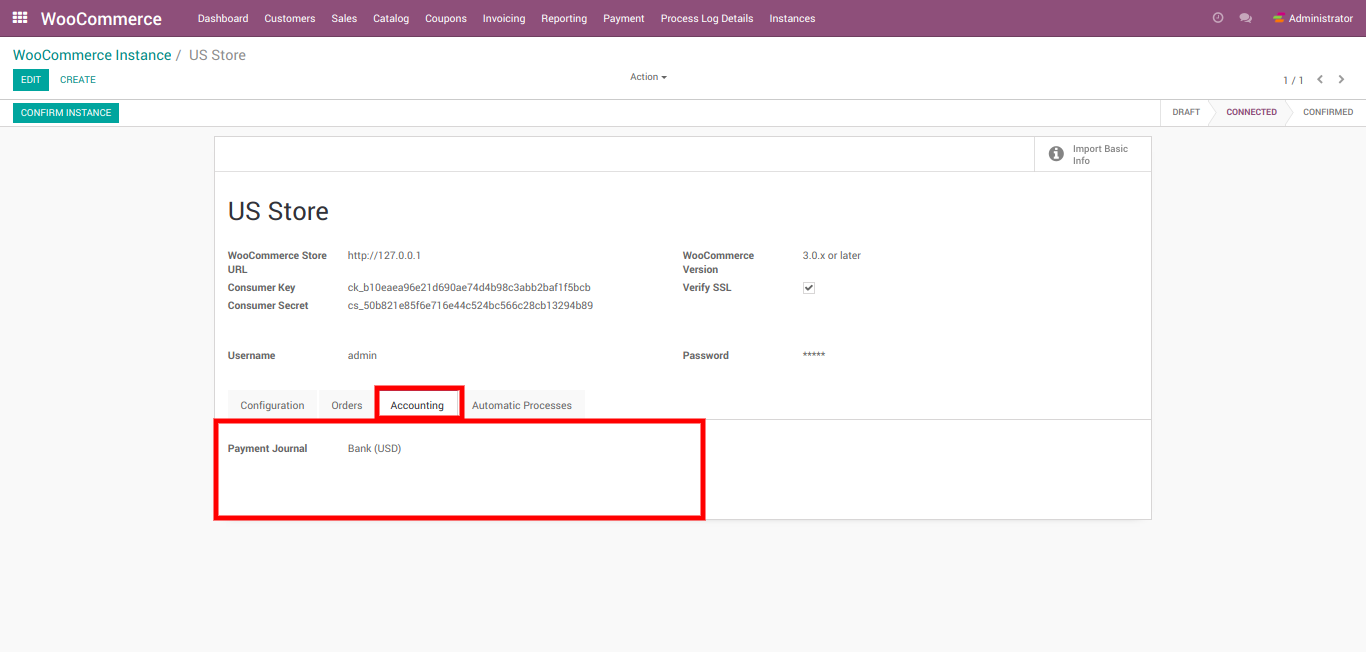 WooCommerce Dashboard Customers Sales Catalog Coupons Invoicing Reporting Payment Process Log Details Instances Administrator
WooCommerce Instance / US Store
EDIT CREATE Action 1 / 1
CONFIRM INSTANCE DRAFT CONNECTED CONFIRMED
Import Basic
Info
US Store
WooCommerce Store
URL
http://127.0.0.1
WooCommerce
Version
3.0.x or later
Consumer Key ck_b10eaea96e21d690ae74d4b98c3abb2baf1f5bcb
Verify SSL
Consumer Secret cs_50b821e85f6e716e44c524bc566c28cb13294b89
Username admin
Password *****
Configuration Orders Accounting Automatic Processes
Payment Journal Bank (USD)